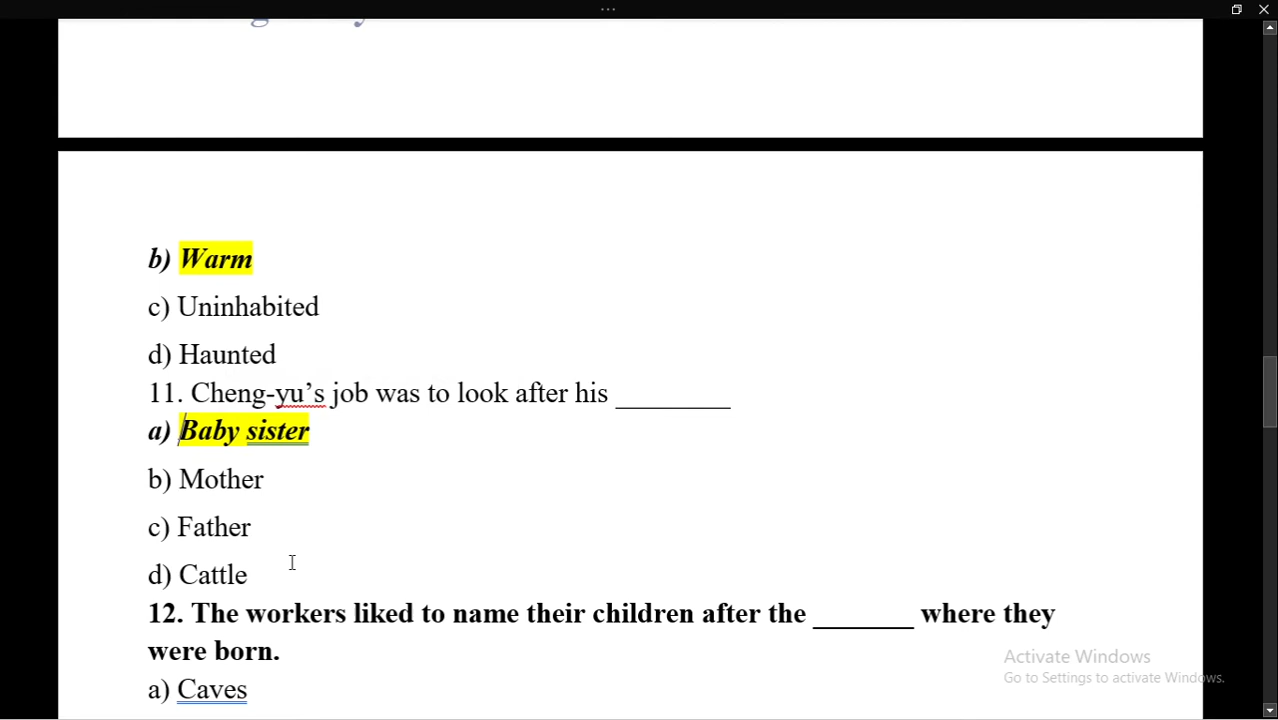 b) Warm
c) Uninhabited
d) Haunted
11. Cheng-yu’s job was to look after his ________
a) Baby sister
b) Mother
c) Father
d) Cattle
12. The workers liked to name their children after the _______ where they
were born.
Activate Windows
Go to Settings to activate Windows.
a) Caves